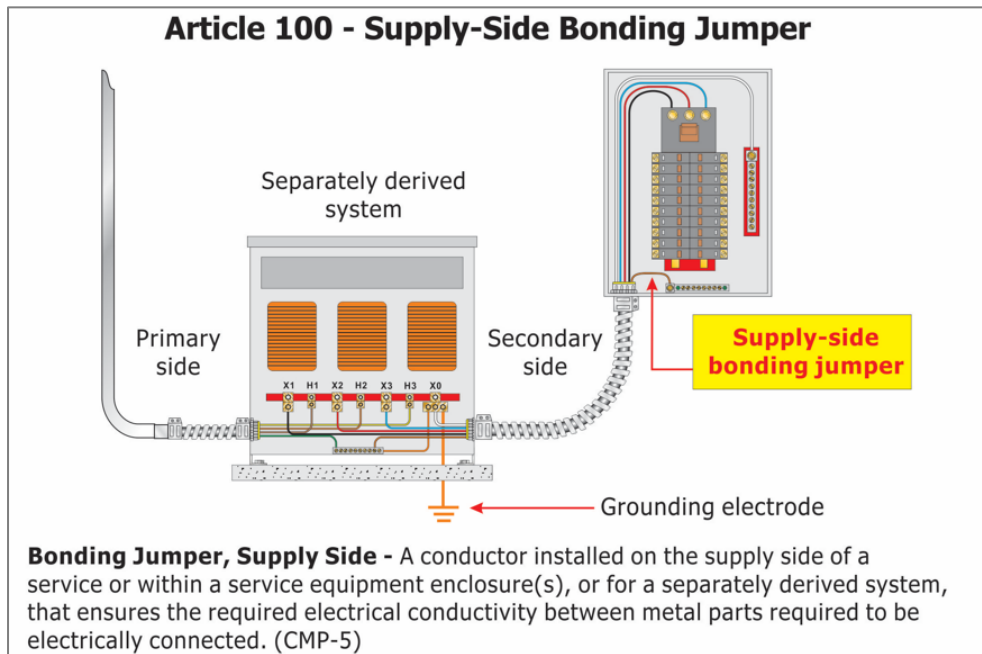 Article 100 - Supply-Side Bonding Jumper
Separately derived
system
Primary
side
Secondary
side
Supply-side
bonding jumper
X1 H1 X2 H2 X3 H3 X0
Grounding electrode
Bonding Jumper, Supply Side - A conductor installed on the supply side of a
service or within a service equipment enclosure(s), or for a separately derived system,
that ensures the required electrical conductivity between metal parts required to be
electrically connected. (CMP-5)